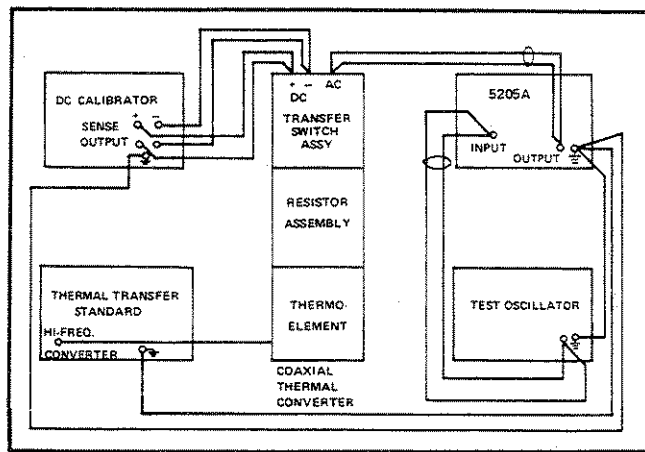 DC CALIBRATOR
+ -
SENSE
OUTPUT
+ - AC
DC
TRANSFER
SWITCH
ASSY
RESISTOR
ASSEMBLY
THERMO-
ELEMENT
COAXIAL
THERMAL
CONVERTER
5205A
INPUT
OUTPUT
THERMAL TRANSFER
STANDARD
HI-FREQ.
CONVERTER
TEST OSCILLATOR